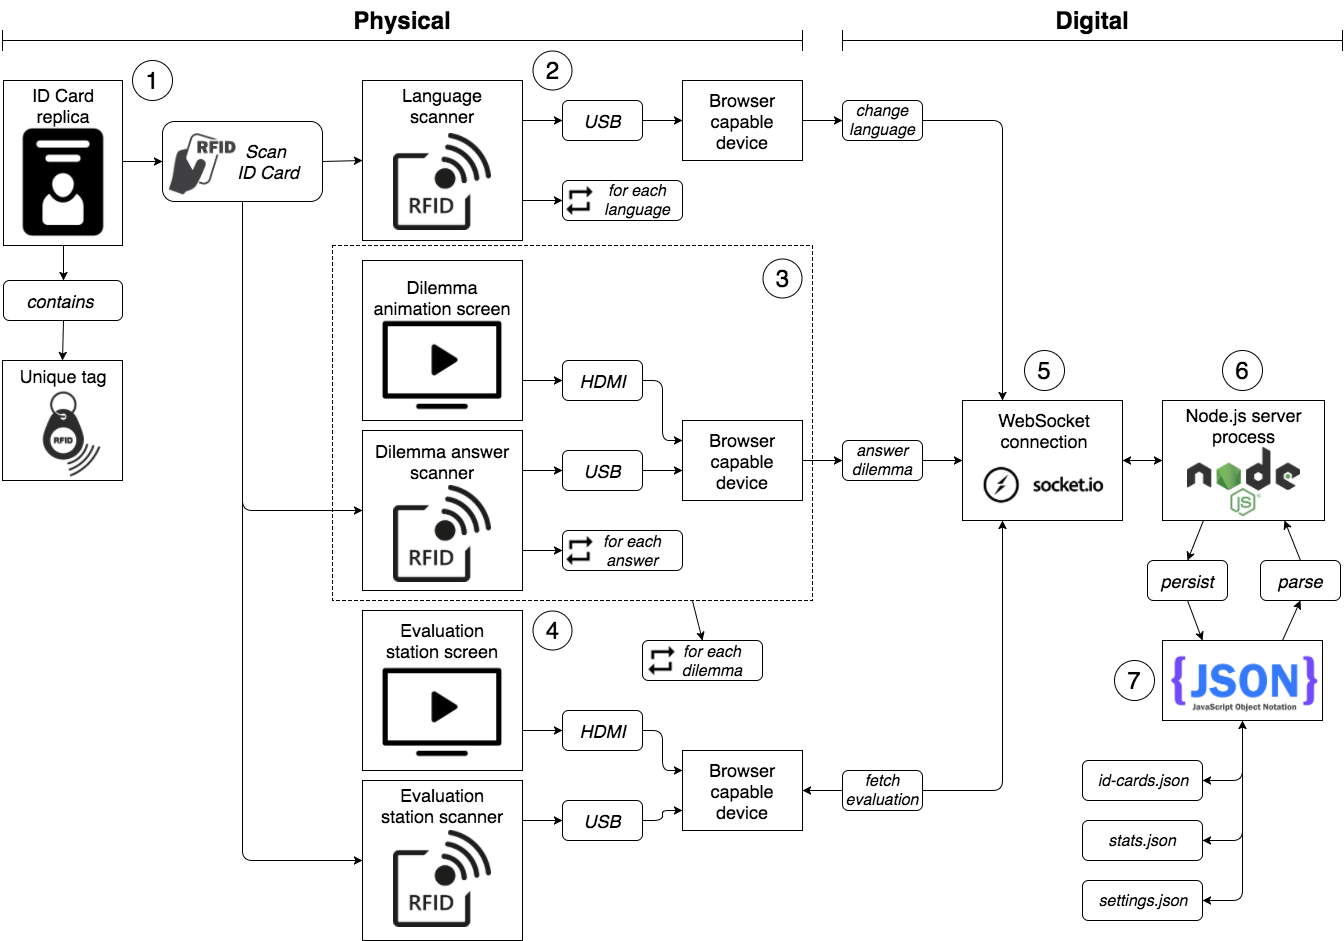 Physical
Digital
1
ID Card
replica
RFID
Scan
ID Card
contains
Unique tag
RFID
2
Language
scanner
RFID
USB
Browser
capable
device
change
language
for each
language
3
Dilemma
animation screen
HDMI
Dilemma answer
scanner
RFID
USB
Browser
capable
device
answer
dilemma
for each
answer
for each
dilemma
4
Evaluation
station screen
HDMI
Evaluation
station scanner
RFID
USB
Browser
capable
device
fetch
evaluation
5
WebSocket
connection
socket.io
6
Node.js server
process
node
JS
persist
parse
7
{JSON}
JavaScript Object Notation
id-cards.json
stats.json
settings.json